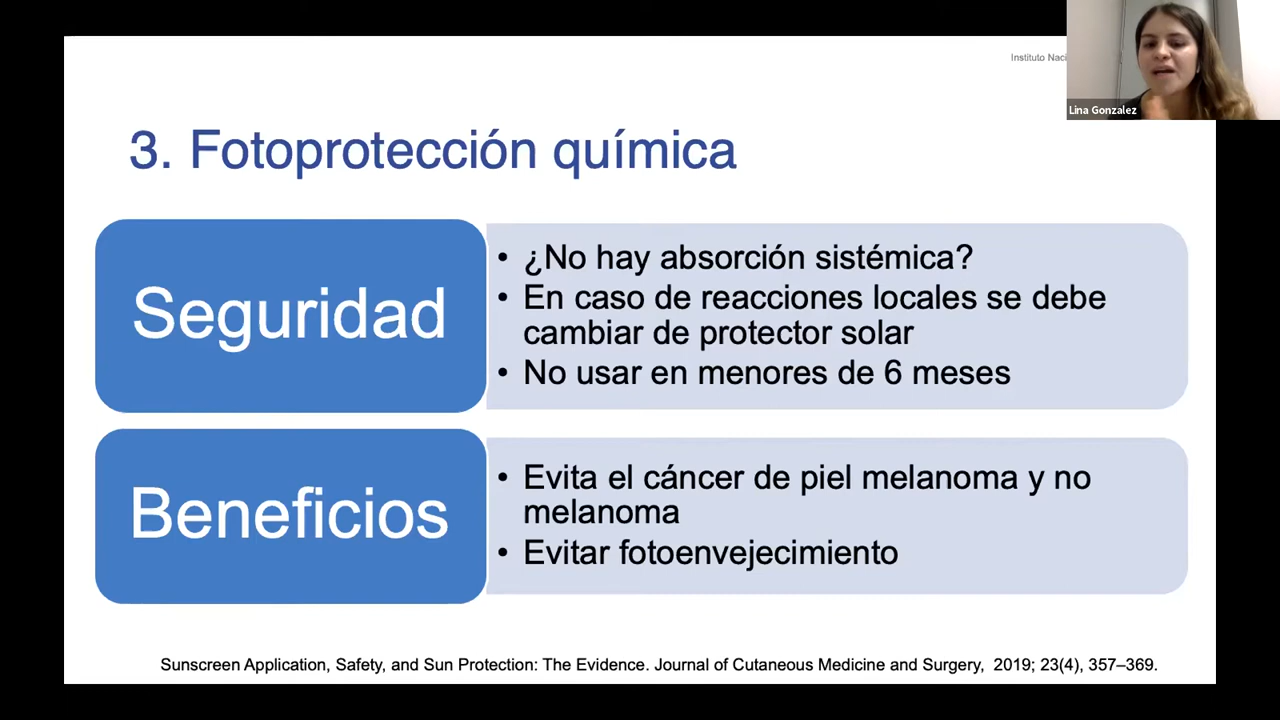 Instituto
Lina Gonzalez
3. Fotoprotección química
Seguridad
• ¿No hay absorción sistémica?
• En caso de reacciones locales se debe
cambiar de protector solar
• No usar en menores de 6 meses
Beneficios
• Evita el cáncer de piel melanoma y no
melanoma
• Evitar fotoenvejecimiento
Sunscreen Application, Safety, and Sun Protection: The Evidence. Journal of Cutaneous Medicine and Surgery, 2019; 23(4), 357–369.